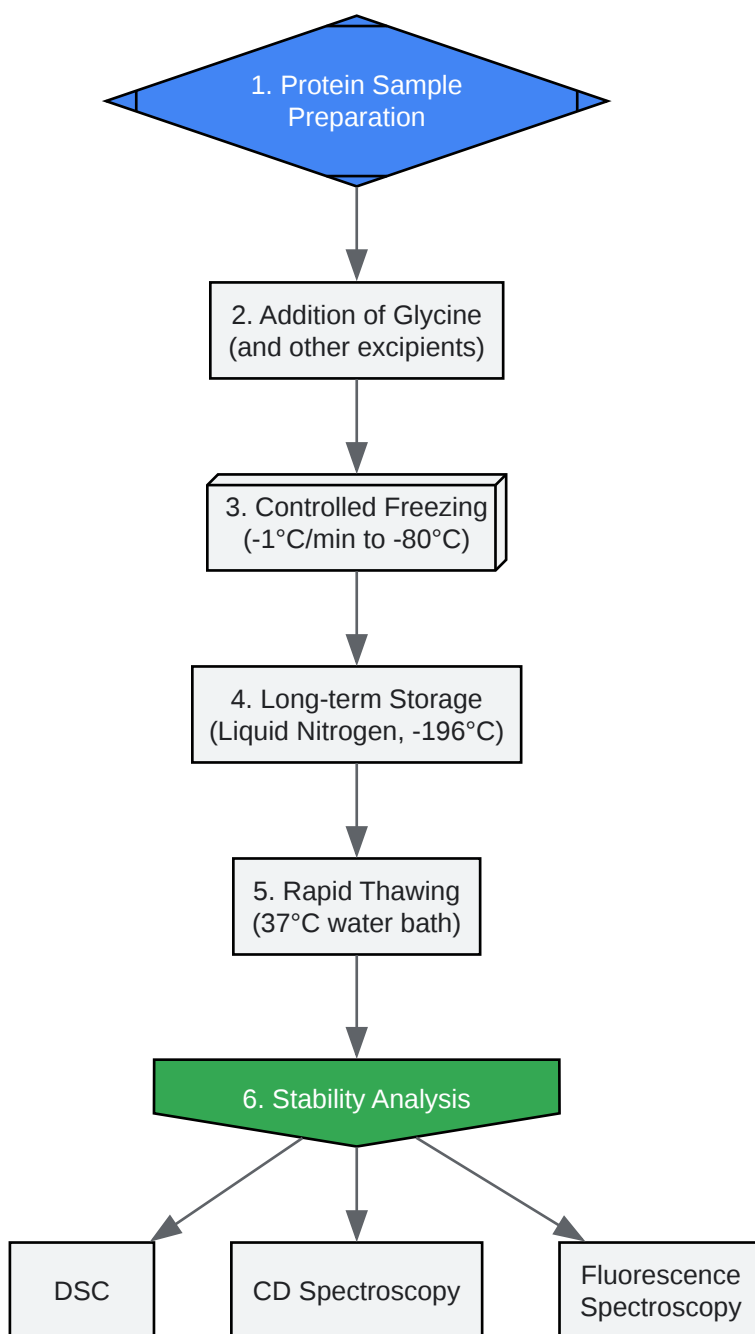 1. Protein Sample
Preparation
2. Addition of Glycine
(and other excipients)
3. Controlled Freezing
(-1°C/min to -80°C)
4. Long-term Storage
(Liquid Nitrogen, -196°C)
5. Rapid Thawing
(37°C water bath)
6. Stability Analysis
DSC
CD Spectroscopy
Fluorescence
Spectroscopy